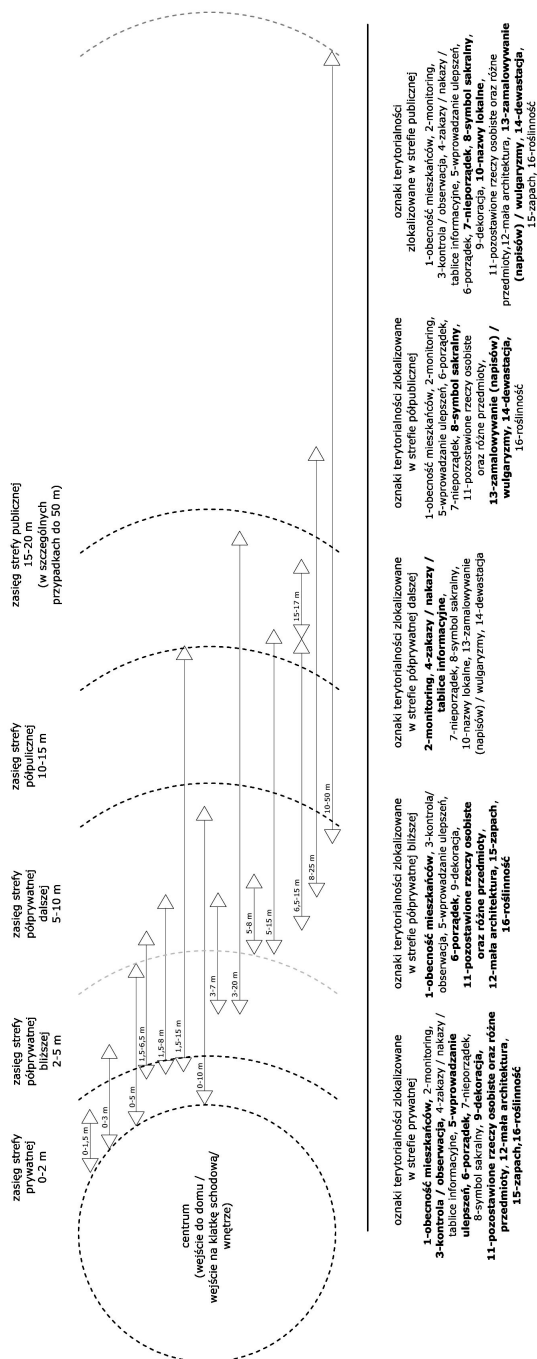 zasięg strefy
prywatnej
0-2 m
zasięg strefy
półprywatnej
bliższej
2-5 m
zasięg strefy
półprywatnej
dalszej
5-10 m
zasięg strefy
półpulicznej
10-15 m
zasięg strefy publicznej
15-20 m
(w szczególnych
przypadkach do 50 m)
0-1,5 m
0-3 m
0-5 m
1,5-6,5 m
1,5-8 m
1,5-15 m
0-10 m
3-7 m
3-20 m
5-8 m
5-15 m
6,5-15 m
15-17 m
8-25 m
10-50 m
centrum
(wejście do domu /
wejście na klatkę schodową/
wnętrze)
oznaki terytorialności zlokalizowane
w strefie prywatnej
1-obecność mieszkańców, 2-monitoring,
3-kontrola / obserwacja, 4-zakazy / nakazy /
tablice informacyjne, 5-wprowadzanie
ulepszeń, 6-porządek, 7-nieporządek,
8-symbol sakralny, 9-dekoracja,
11-pozostawione rzeczy osobiste oraz różne
przedmioty, 12-mała architektura,
15-zapach,16-roślinność
oznaki terytorialności zlokalizowane
w strefie półprywatnej bliższej
1-obecność mieszkańców, 3-kontrola/
obserwacja, 5-wprowadzanie ulepszeń,
6-porządek, 9-dekoracja,
11-pozostawione rzeczy osobiste
oraz różne przedmioty,
12-mała architektura, 15-zapach,
16-roślinność
oznaki terytorialności zlokalizowane
w strefie półprywatnej dalszej
2-monitoring, 4-zakazy / nakazy /
tablice informacyjne,
7-nieporządek, 8-symbol sakralny,
10-nazwy lokalne, 13-zamalowywanie
(napisów) / wulgaryzmy, 14-dewastacja
oznaki terytorialności zlokalizowane
w strefie półpublicznej
1-obecność mieszkańców, 2-monitoring,
5-wprowadzanie ulepszeń, 6-porządek,
7-nieporządek, 8-symbol sakralny,
11-pozostawione rzeczy osobiste
oraz różne przedmioty,
13-zamalowywanie (napisów) /
wulgaryzmy, 14-dewastacja,
16-roślinność
oznaki terytorialności
zlokalizowane w strefie publicznej
1-obecność mieszkańców, 2-monitoring,
3-kontrola / obserwacja, 4-zakazy / nakazy /
tablice informacyjne, 5-wprowadzanie ulepszeń,
6-porządek, 7-nieporządek, 8-symbol sakralny,
9-dekoracja, 10-nazwy lokalne,
11-pozostawione rzeczy osobiste oraz różne
przedmioty,12-mała architektura, 13-zamalowywanie
(napisów) / wulgaryzmy, 14-dewastacja,
15-zapach, 16-roślinność